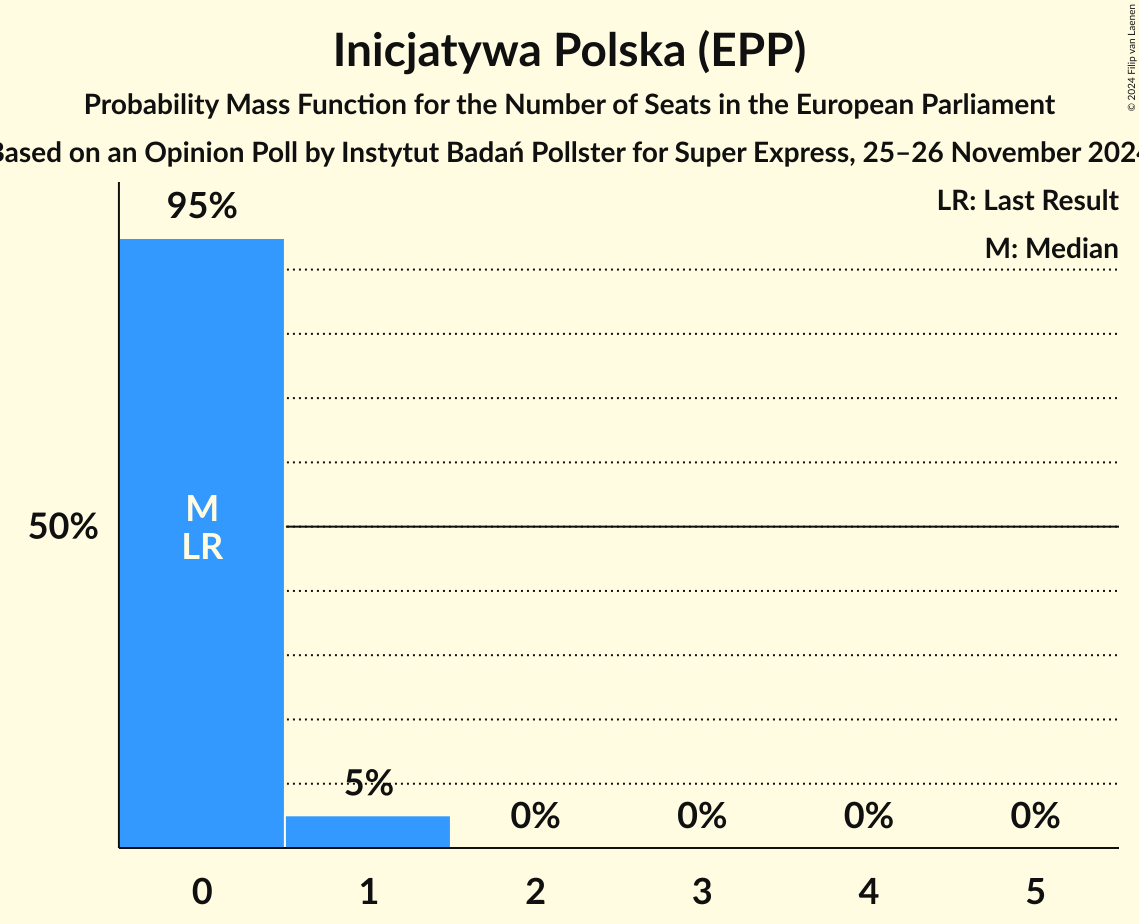 Inicjatywa Polska (EPP)
Probability Mass Function for the Number of Seats in the European Parliament
Based on an Opinion Poll by Instytut Badań Pollster for Super Express, 25–26 November 2024
© 2024 Filip van Laenen
LR: Last Result
M: Median
95%
50%
M
LR
5%
0%
0%
0%
0%
0
1
2
3
4
5